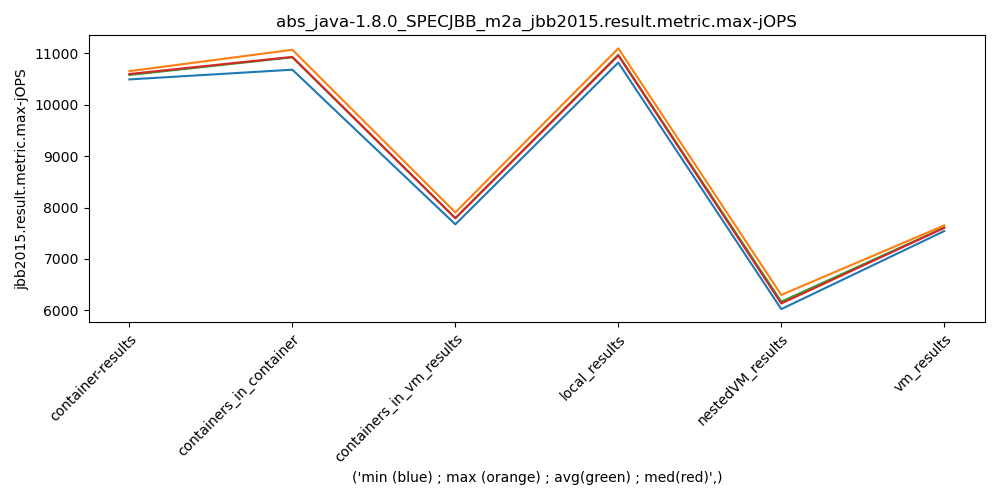 abs_java-1.8.0_SPECJBB_m2a_jbb2015.result.metric.max-jOPS
jbb2015.result.metric.max-jOPS
11000
10000
9000
8000
7000
6000
container-results
containers_in_container
containers_in_vm_results
local_results
nestedVM_results
vm_results
('min (blue) ; max (orange) ; avg(green) ; med(red)',)